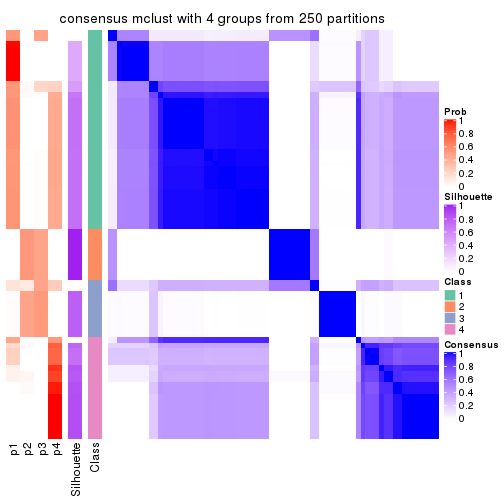 consensus mclust with 4 groups from 250 partitions
Prob
1
0.8
0.6
0.4
0.2
0
Silhouette
1
0.8
0.6
0.4
0.2
0
Class
1
2
3
4
Consensus
1
0.8
0.6
0.4
0.2
0
p1
p2
p3
p4
Silhouette
Class